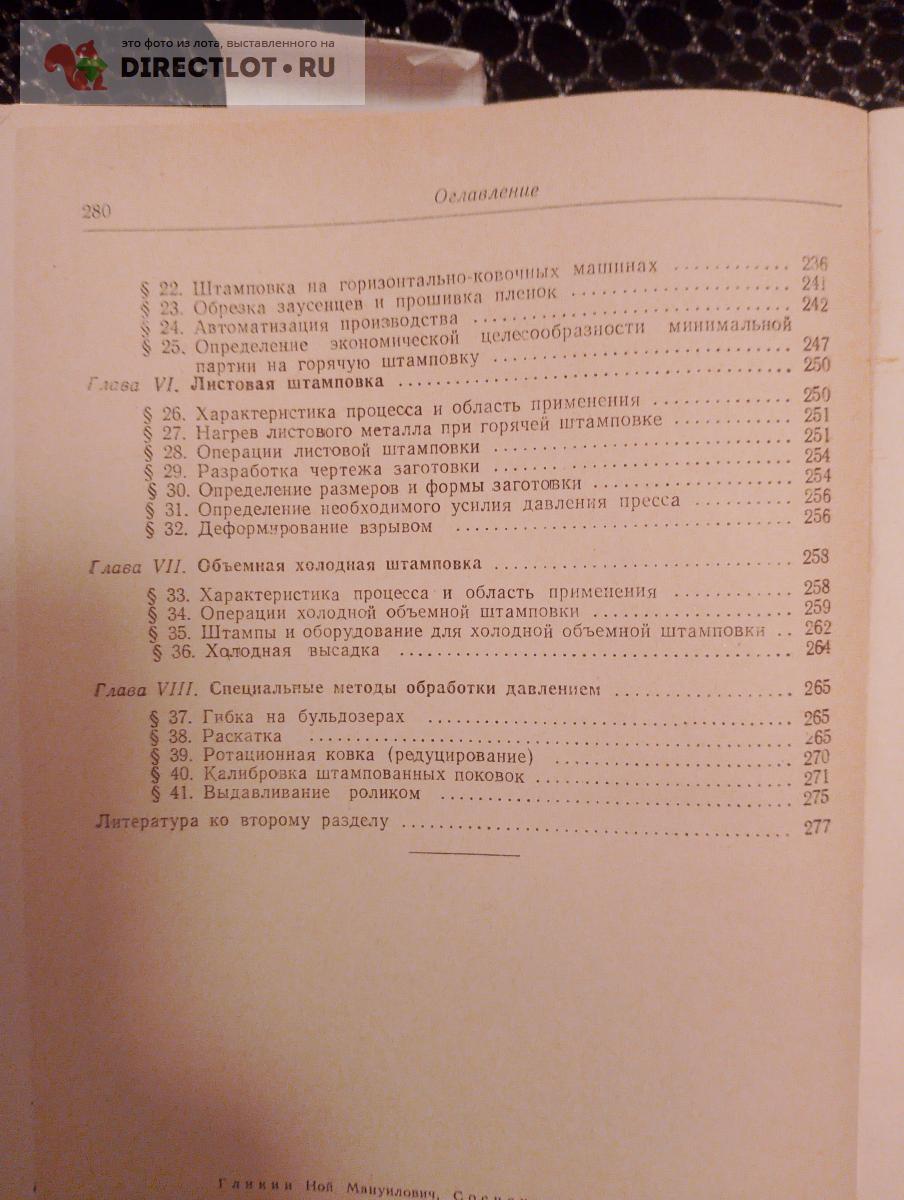 это фото из лота, выставленного на
DIRECTLOT•RU
280
Оглавление
§ 22. Штамповка на горизонтально-ковочных машинах ............ 236
§ 23. Обрезка заусенцев и прошивка пленок ............ 241
§ 24. Автоматизация производства ............ 242
§ 25. Определение экономической целесообразности минимальной
партии на горячую штамповку ............ 247
Глава VI. Листовая штамповка ............ 250
§ 26. Характеристика процесса и область применения ............ 250
§ 27. Нагрев листового металла при горячей штамповке ............ 251
§ 28. Операции листовой штамповки ............ 251
§ 29. Разработка чертежа заготовки ............ 254
§ 30. Определение размеров и формы заготовки ............ 254
§ 31. Определение необходимого усилия давления пресса ............ 256
§ 32. Деформирование взрывом ............ 256
Глава VII. Объемная холодная штамповка ............ 258
§ 33. Характеристика процесса и область применения ............ 258
§ 34. Операции холодной объемной штамповки ............ 259
§ 35. Штампы и оборудование для холодной объемной штамповки .. 262
§ 36. Холодная высадка ............ 264
Глава VIII. Специальные методы обработки давлением ............ 265
§ 37. Гибка на бульдозерах ............ 265
§ 38. Раскатка ............ 265
§ 39. Ротационная ковка (редуцирование) ............ 270
§ 40. Калибровка штампованных поковок ............ 271
§ 41. Выдавливание роликом ............ 275
Литература ко второму разделу ............ 277
Гликин Ной Мануилович,